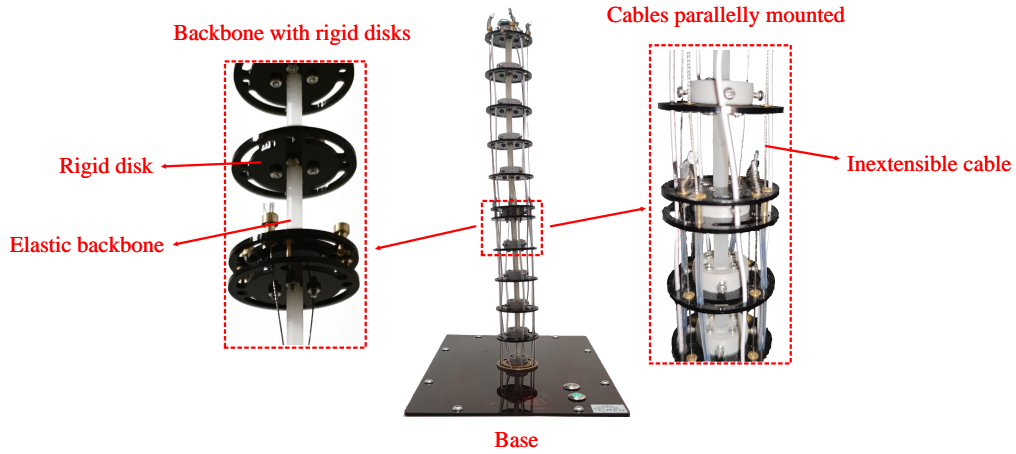 Backbone with rigid disks
Cables parallelly mounted
Rigid disk
Inextensible cable
Elastic backbone
Base